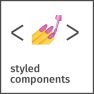 < >
styled
components